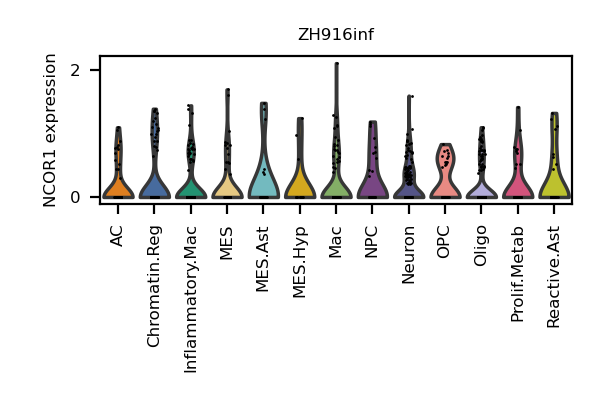 ZH916inf
NCOR1 expression
2
0
AC
Chromatin.Reg
Inflammatory.Mac
MES
MES.Ast
MES.Hyp
Mac
NPC
Neuron
OPC
Oligo
Prolif.Metab
Reactive.Ast